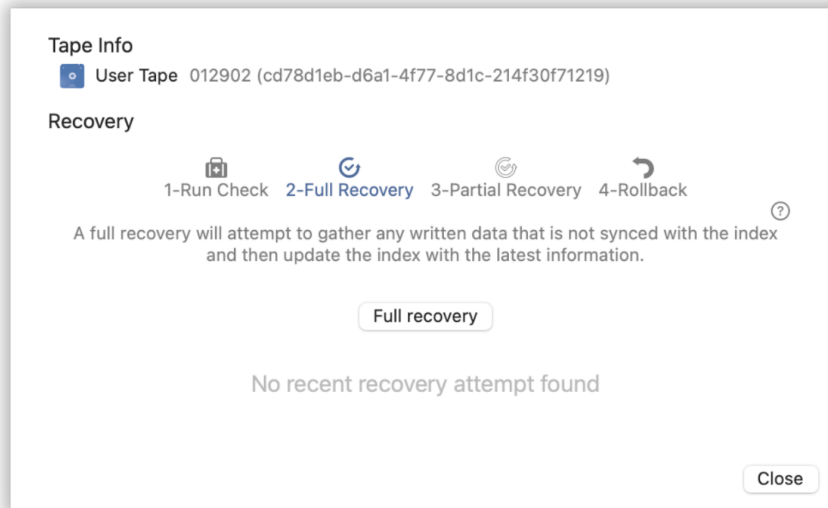 Tape Info
User Tape 012902 (cd78d1eb-d6a1-4f77-8d1c-214f30f71219)
Recovery
1-Run Check 2-Full Recovery 3-Partial Recovery 4-Rollback
?
A full recovery will attempt to gather any written data that is not synced with the index
and then update the index with the latest information.
Full recovery
No recent recovery attempt found
Close